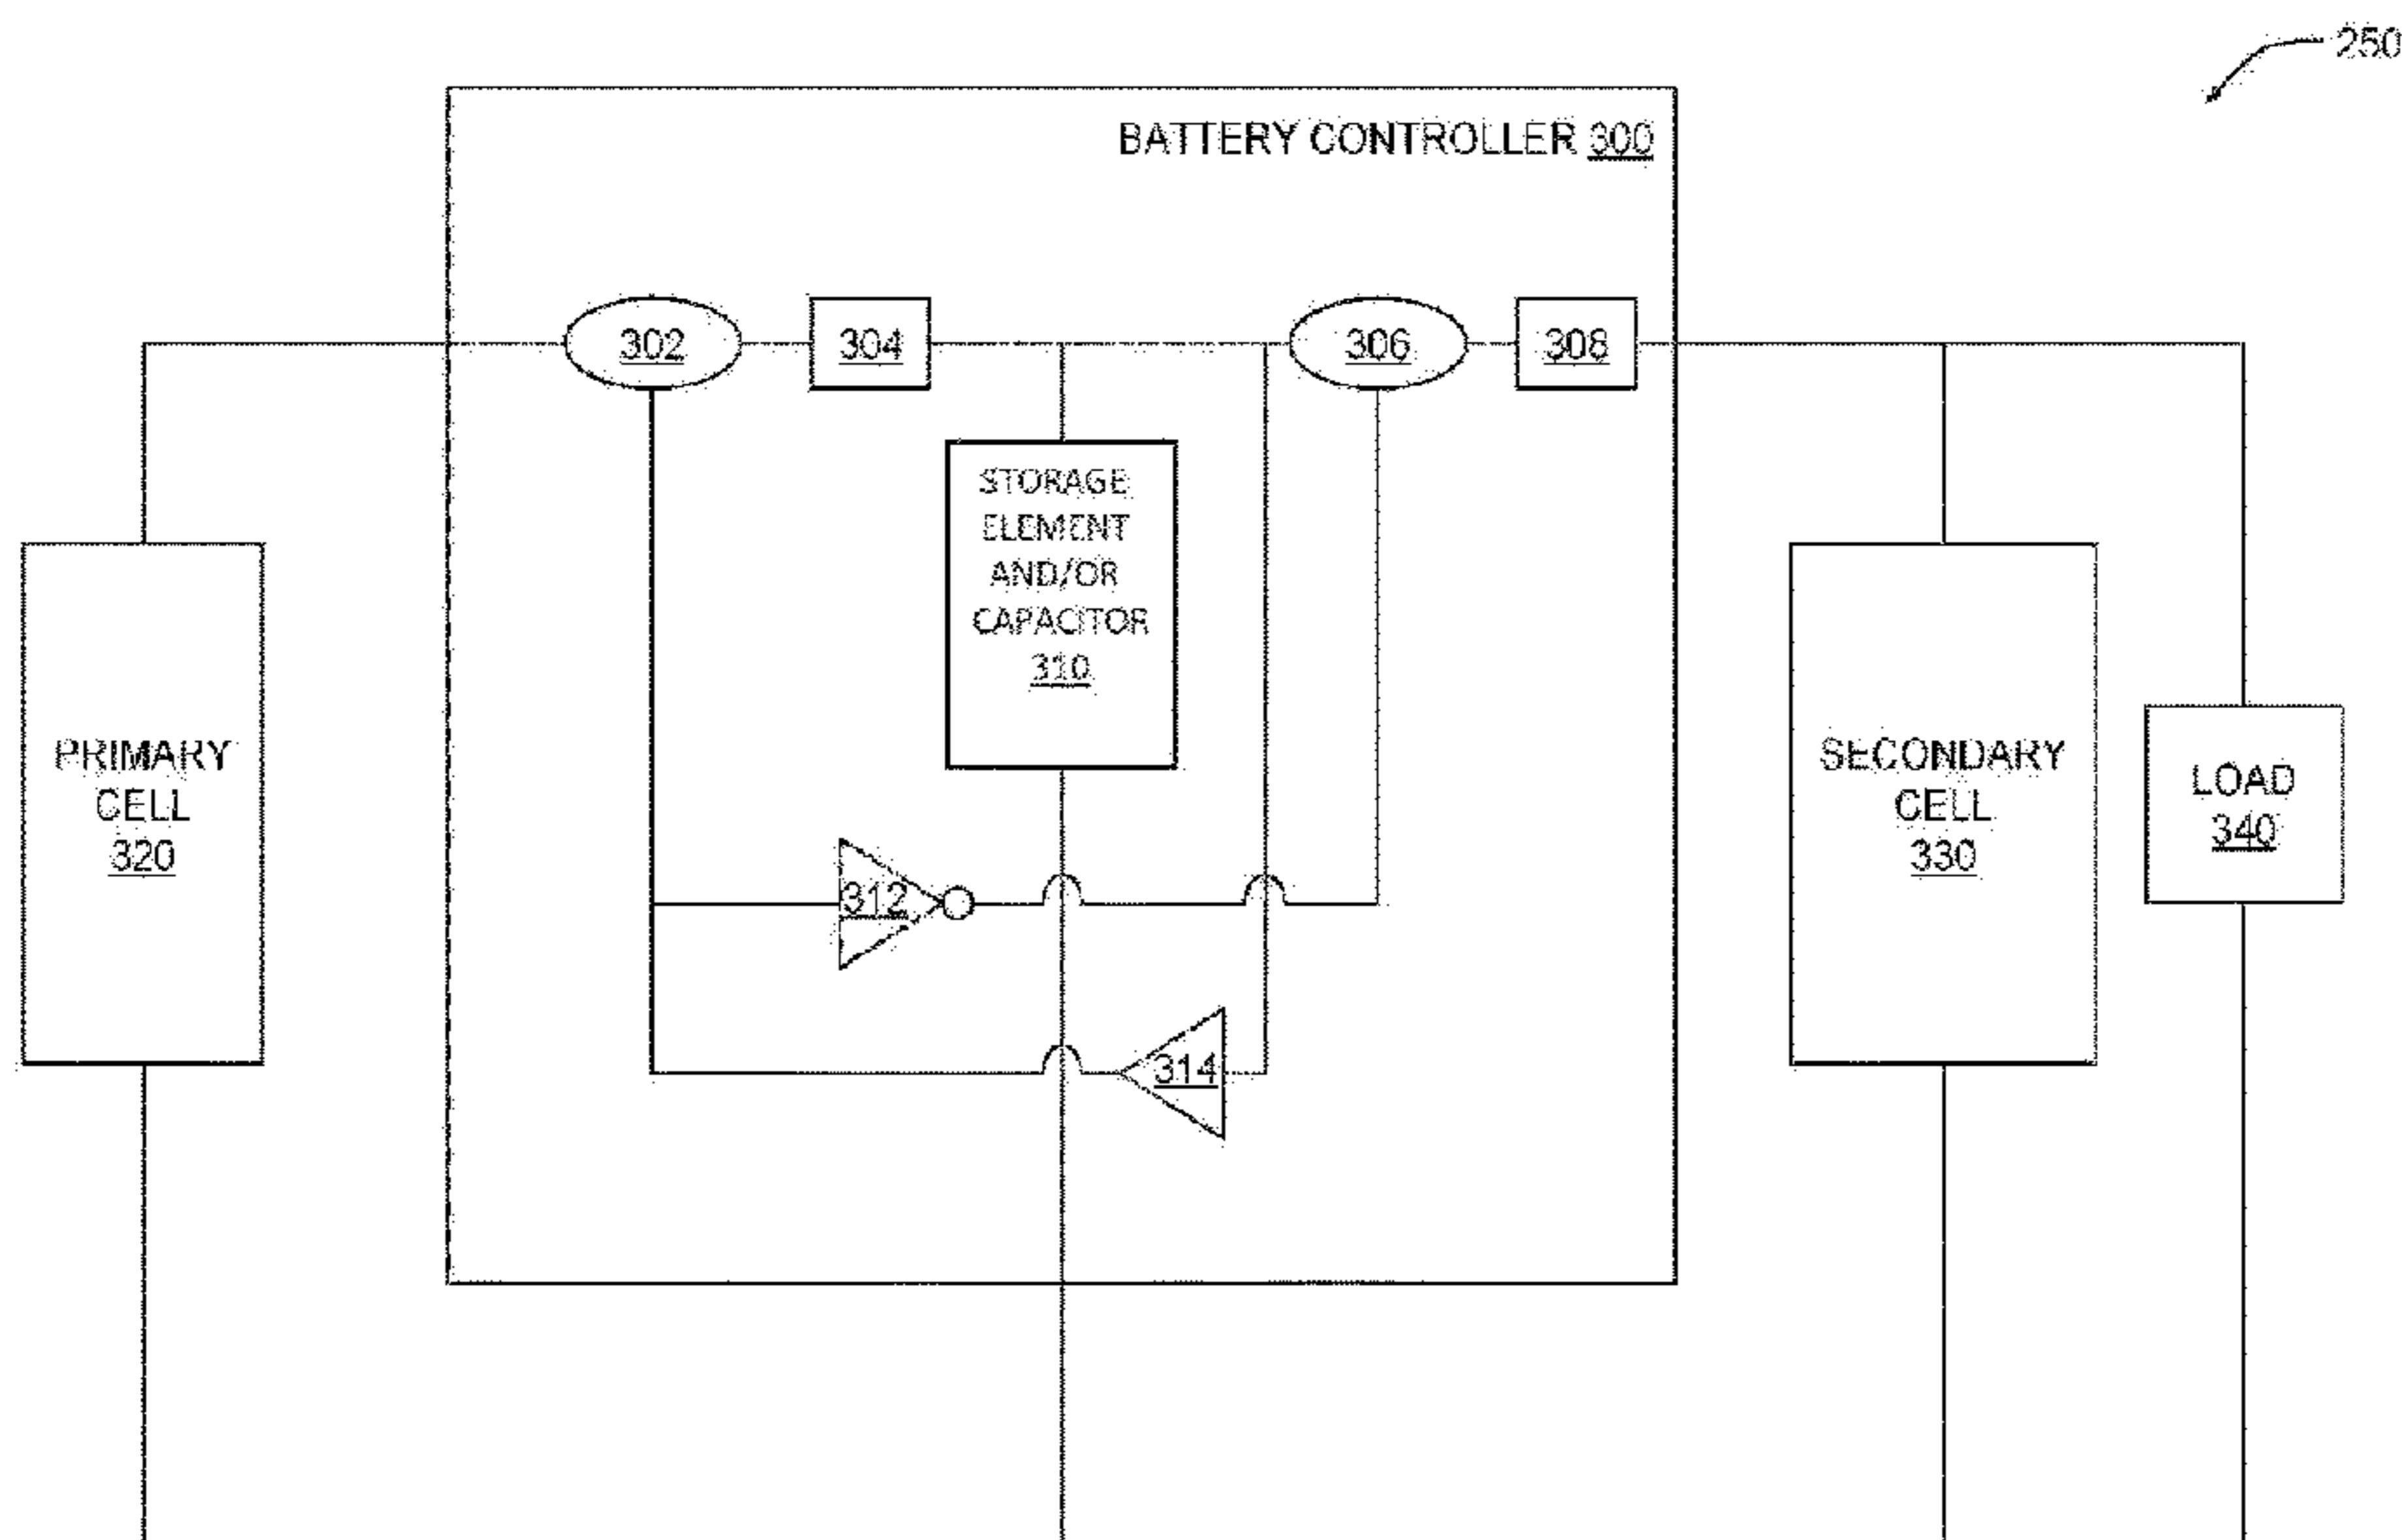 250
BATTERY CONTROLLER 300
302
304
306
308
STORAGE
ELEMENT
AND/OR
CAPACITOR
310
PRIMARY
CELL
320
SECONDARY
CELL
330
LOAD
340
312
314